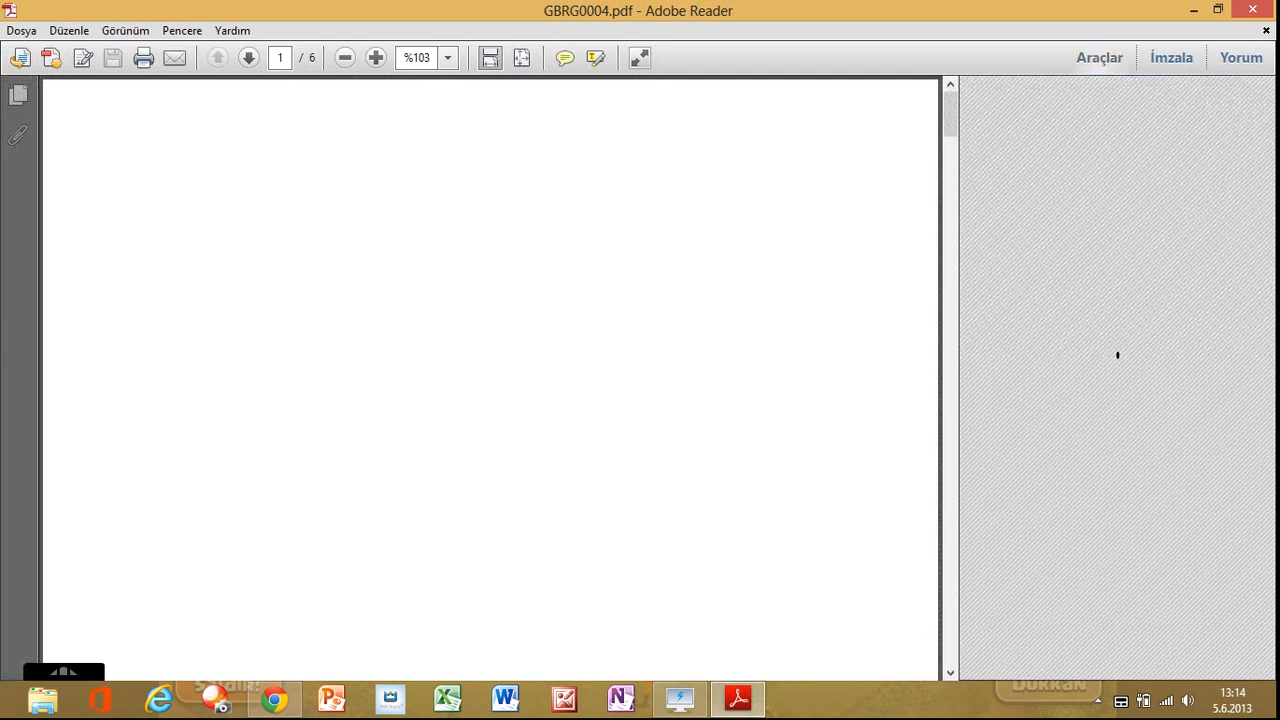 GBRG0004.pdf - Adobe Reader
Dosya Düzenle Görünüm Pencere Yardım
1 / 6 %103 Araçlar İmzala Yorum
Dükkan
13:14
5.6.2013